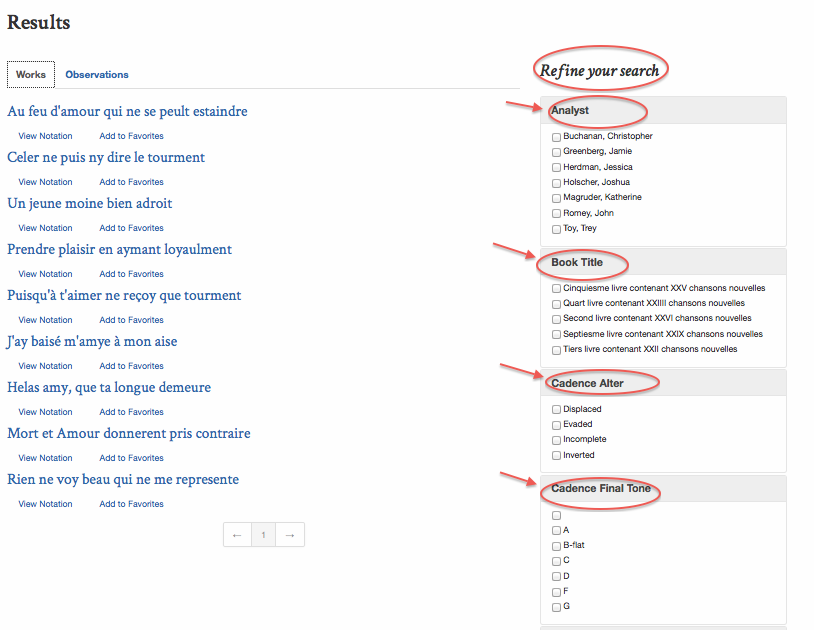 Results
Works Observations
Au feu d'amour qui ne se peult estaindre
View Notation Add to Favorites
Celer ne puis ny dire le tourment
View Notation Add to Favorites
Un jeune moine bien adroit
View Notation Add to Favorites
Prendre plaisir en aymant loyaulment
View Notation Add to Favorites
Puisqu'à t'aimer ne reçoy que tourment
View Notation Add to Favorites
J'ay baisé m'amye à mon aise
View Notation Add to Favorites
Helas amy, que ta longue demeure
View Notation Add to Favorites
Mort et Amour donnerent pris contraire
View Notation Add to Favorites
Rien ne voy beau qui ne me represente
View Notation Add to Favorites
← 1 →
Refine your search
Analyst
Buchanan, Christopher
Greenberg, Jamie
Herdman, Jessica
Holscher, Joshua
Magruder, Katherine
Romey, John
Toy, Trey
Book Title
Cinquiesme livre contenant XXV chansons nouvelles
Quart livre contenant XXIIII chansons nouvelles
Second livre contenant XXVI chansons nouvelles
Septiesme livre contenant XXIX chansons nouvelles
Tiers livre contenant XXII chansons nouvelles
Cadence Alter
Displaced
Evaded
Incomplete
Inverted
Cadence Final Tone
A
B-flat
C
D
F
G